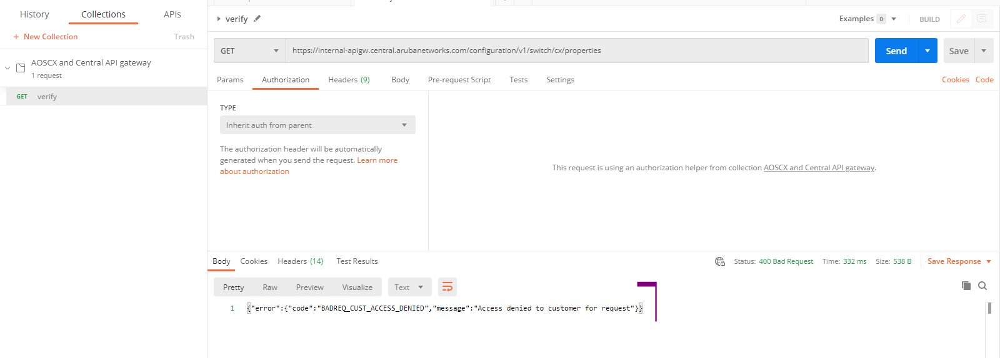 History Collections APIs
+ New Collection Trash
AOSCX and Central API gateway
1 request
GET verify
verify
Examples 0 BUILD
GET https://internal-apigw.central.arubanetworks.com/configuration/v1/switch/cx/properties Send Save
Params Authorization Headers (9) Body Pre-request Script Tests Settings Cookies Code
TYPE
Inherit auth from parent
The authorization header will be automatically
generated when you send the request. Learn more
about authorization
This request is using an authorization helper from collection AOSCX and Central API gateway.
Body Cookies Headers (14) Test Results Status: 400 Bad Request Time: 332 ms Size: 538 B Save Response
Pretty Raw Preview Visualize Text
1 {"error":{"code":"BADREQ_CUST_ACCESS_DENIED","message":"Access denied to customer for request"}}